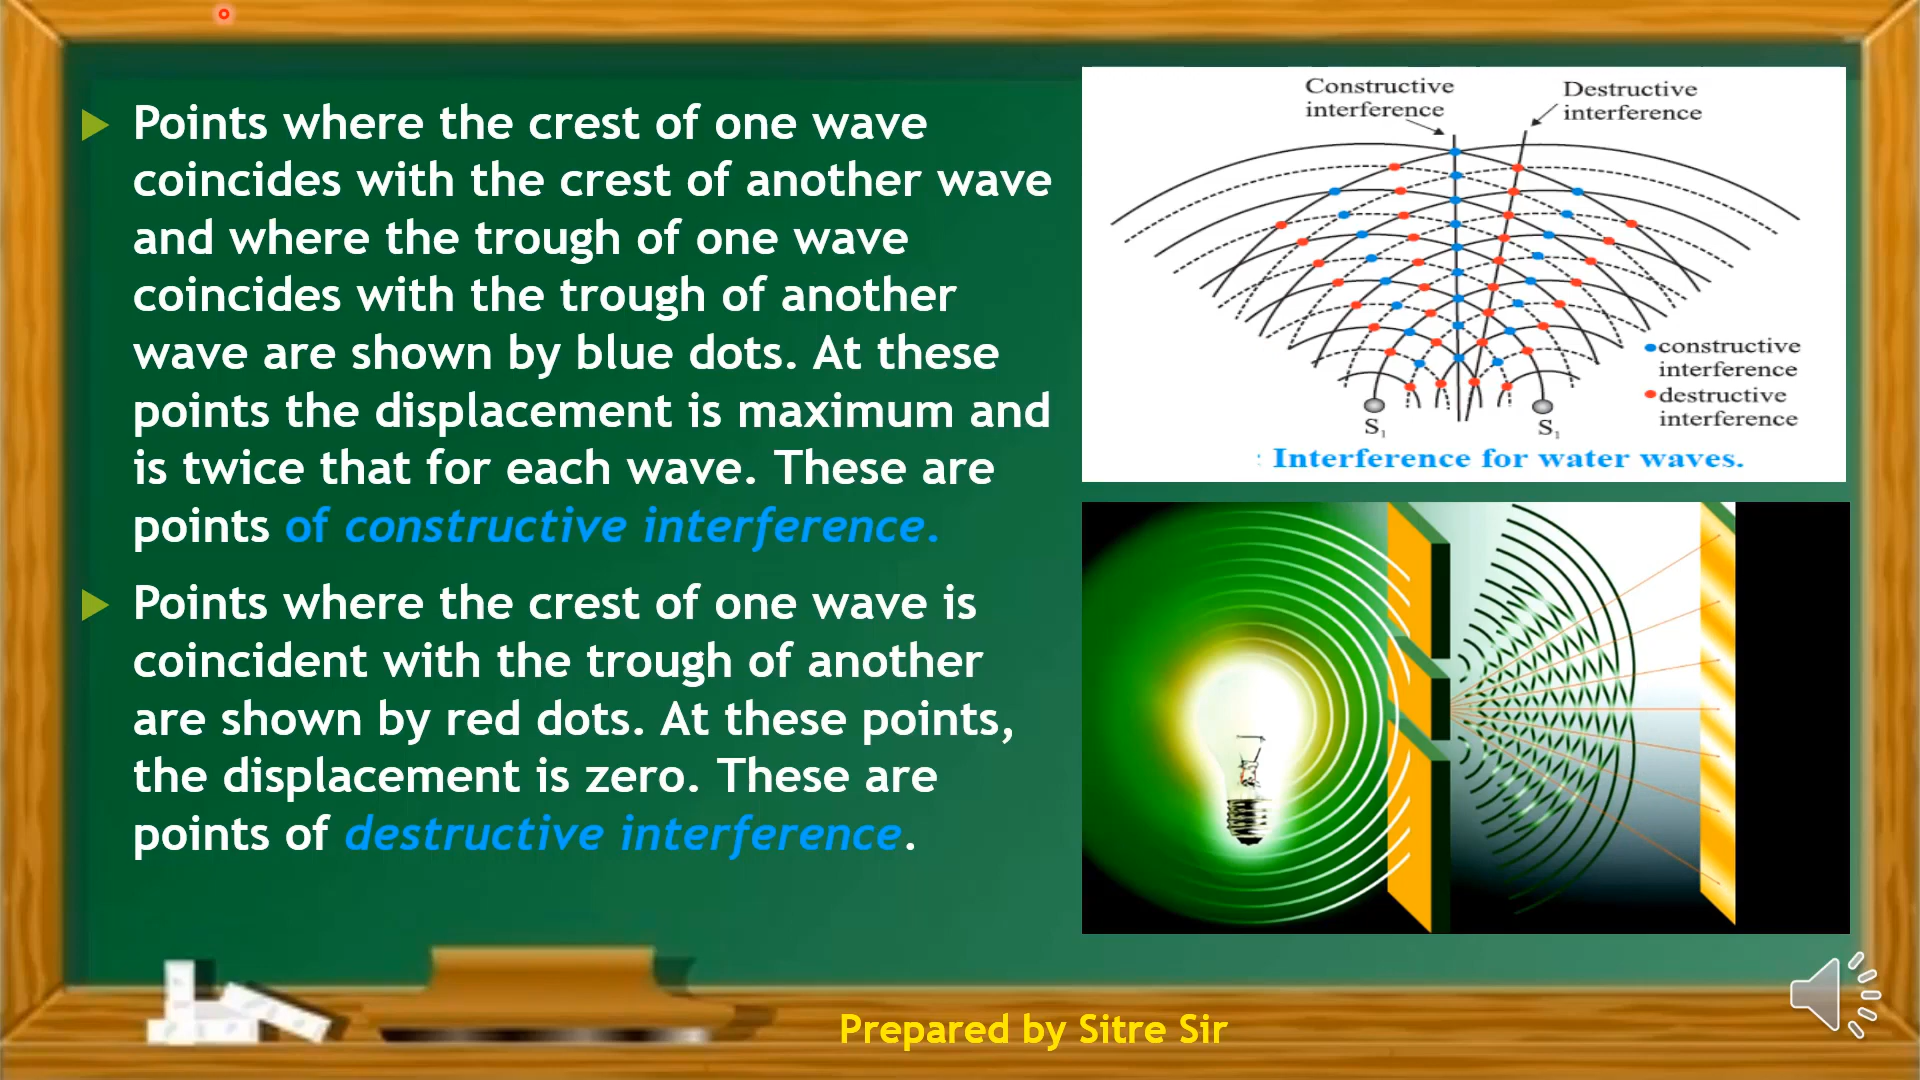 Points where the crest of one wave
coincides with the crest of another wave
and where the trough of one wave
coincides with the trough of another
wave are shown by blue dots. At these
points the displacement is maximum and
is twice that for each wave. These are
points of constructive interference.
Points where the crest of one wave is
coincident with the trough of another
are shown by red dots. At these points,
the displacement is zero. These are
points of destructive interference.
Constructive
interference
Destructive
interference
constructive
interference
destructive
interference
S₁
S₁
: Interference for water waves.
Prepared by Sitre Sir